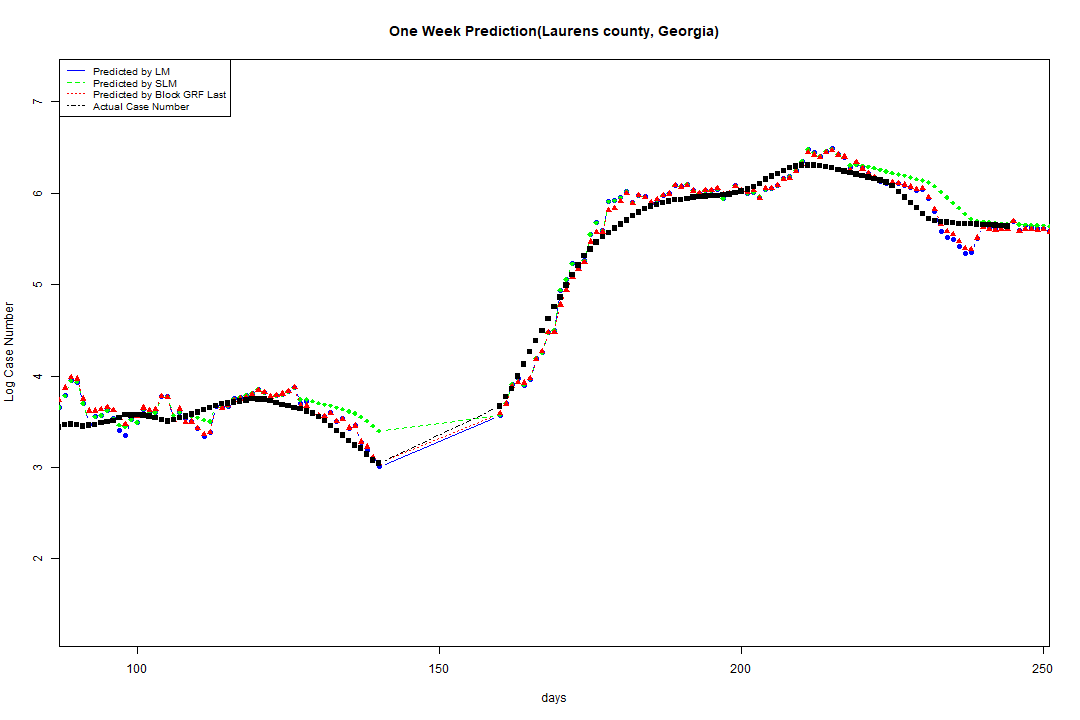 One Week Prediction(Laurens county, Georgia)
Predicted by LM
Predicted by SLM
Predicted by Block GRF Last
Actual Case Number
7
6
5
4
3
2
Log Case Number
100 150 200 250
days